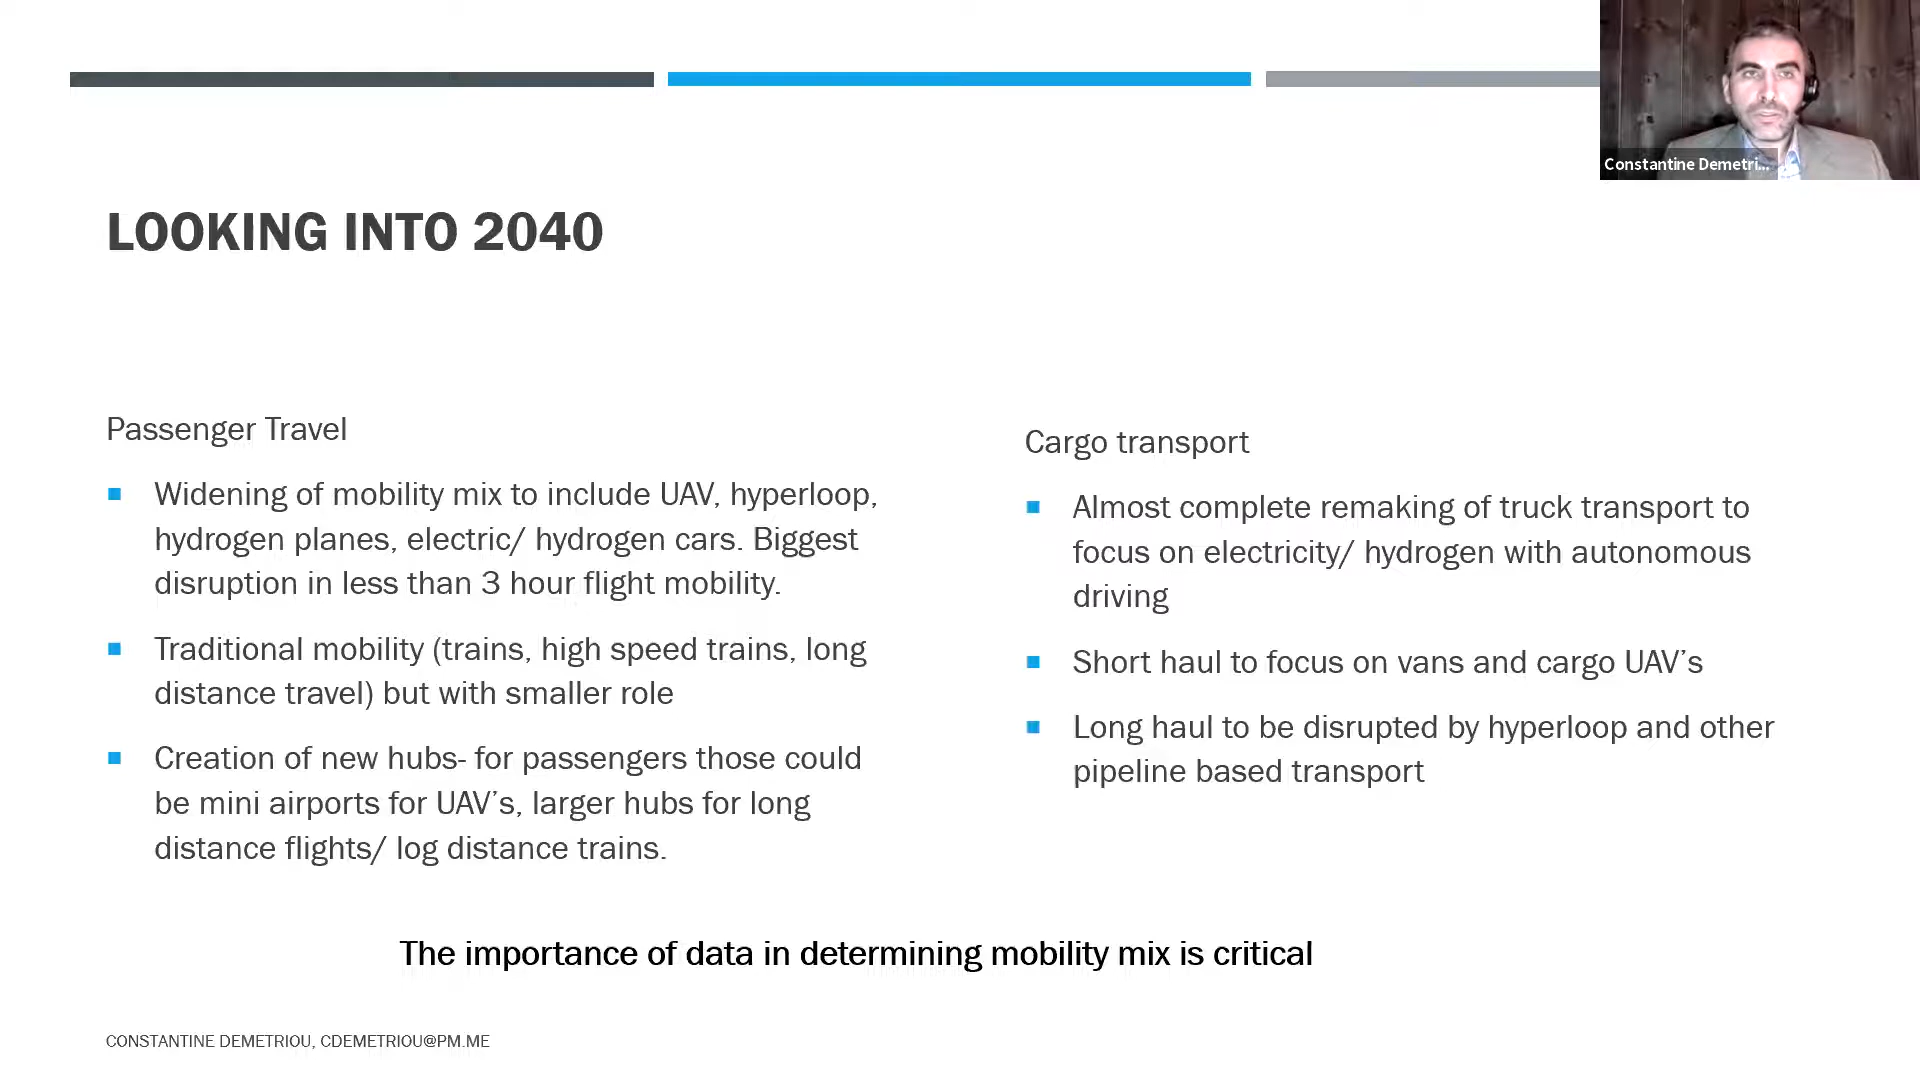 Constantine Demetri...
LOOKING INTO 2040
Passenger Travel
Widening of mobility mix to include UAV, hyperloop,
hydrogen planes, electric/ hydrogen cars. Biggest
disruption in less than 3 hour flight mobility.
Traditional mobility (trains, high speed trains, long
distance travel) but with smaller role
Creation of new hubs- for passengers those could
be mini airports for UAV’s, larger hubs for long
distance flights/ log distance trains.
Cargo transport
Almost complete remaking of truck transport to
focus on electricity/ hydrogen with autonomous
driving
Short haul to focus on vans and cargo UAV’s
Long haul to be disrupted by hyperloop and other
pipeline based transport
The importance of data in determining mobility mix is critical
CONSTANTINE DEMETRIOU, CDEMETRIOU@PM.ME